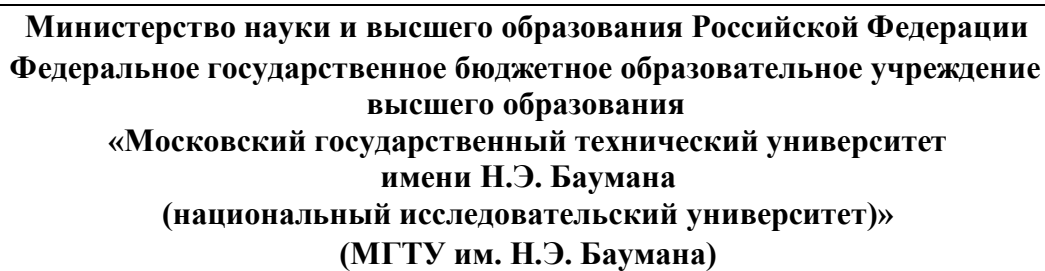 Министерство науки и высшего образования Российской Федерации
Федеральное государственное бюджетное образовательное учреждение
высшего образования
«Московский государственный технический университет
имени Н.Э. Баумана
(национальный исследовательский университет)»
(МГТУ им. Н.Э. Баумана)